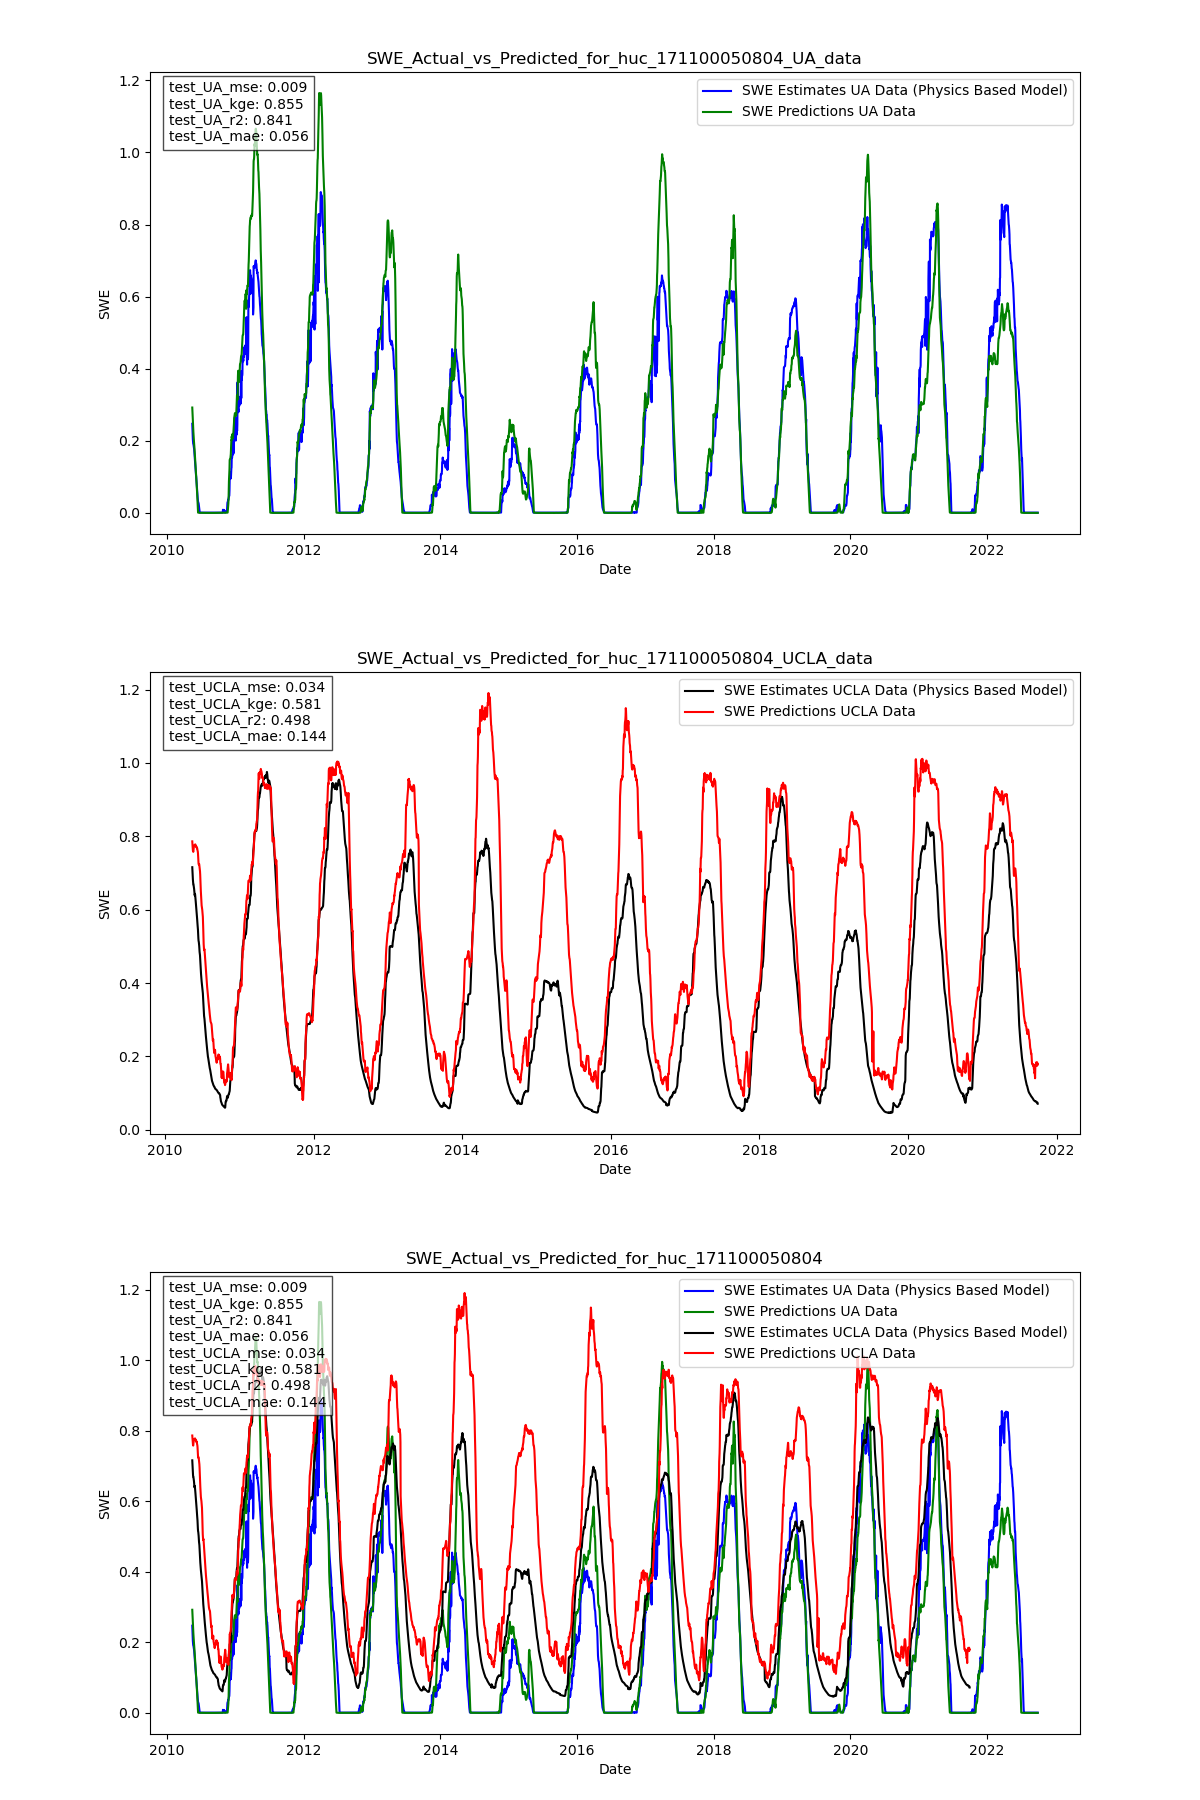 SWE_Actual_vs_Predicted_for_huc_171100050804_UA_data
test_UA_mse: 0.009
test_UA_kge: 0.855
test_UA_r2: 0.841
test_UA_mae: 0.056
SWE Estimates UA Data (Physics Based Model)
SWE Predictions UA Data
1.2
1.0
0.8
0.6
0.4
0.2
0.0
SWE
2010
2012
2014
2016
2018
2020
2022
Date
SWE_Actual_vs_Predicted_for_huc_171100050804_UCLA_data
test_UCLA_mse: 0.034
test_UCLA_kge: 0.581
test_UCLA_r2: 0.498
test_UCLA_mae: 0.144
SWE Estimates UCLA Data (Physics Based Model)
SWE Predictions UCLA Data
1.2
1.0
0.8
0.6
0.4
0.2
0.0
SWE
2010
2012
2014
2016
2018
2020
2022
Date
SWE_Actual_vs_Predicted_for_huc_171100050804
test_UA_mse: 0.009
test_UA_kge: 0.855
test_UA_r2: 0.841
test_UA_mae: 0.056
test_UCLA_mse: 0.034
test_UCLA_kge: 0.581
test_UCLA_r2: 0.498
test_UCLA_mae: 0.144
SWE Estimates UA Data (Physics Based Model)
SWE Predictions UA Data
SWE Estimates UCLA Data (Physics Based Model)
SWE Predictions UCLA Data
1.2
1.0
0.8
0.6
0.4
0.2
0.0
SWE
2010
2012
2014
2016
2018
2020
2022
Date